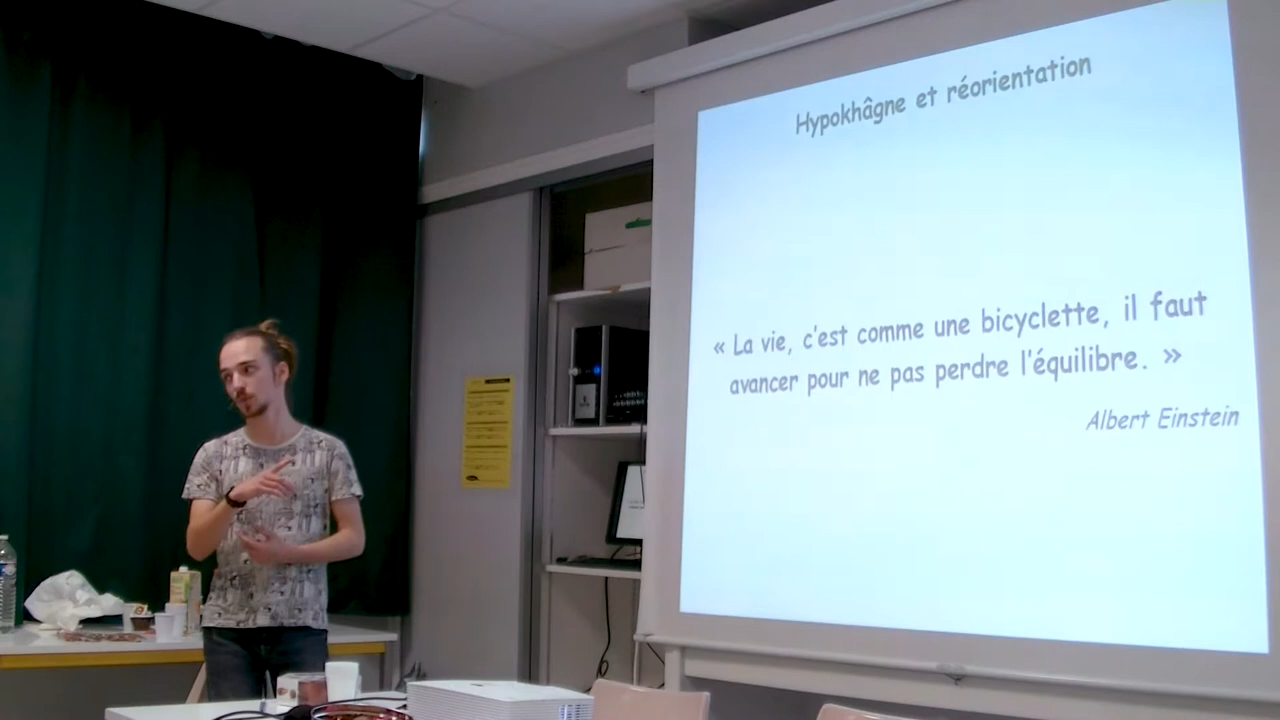 Hypokhâgne et réorientation
« La vie, c'est comme une bicyclette, il faut
avancer pour ne pas perdre l'équilibre. »
Albert Einstein